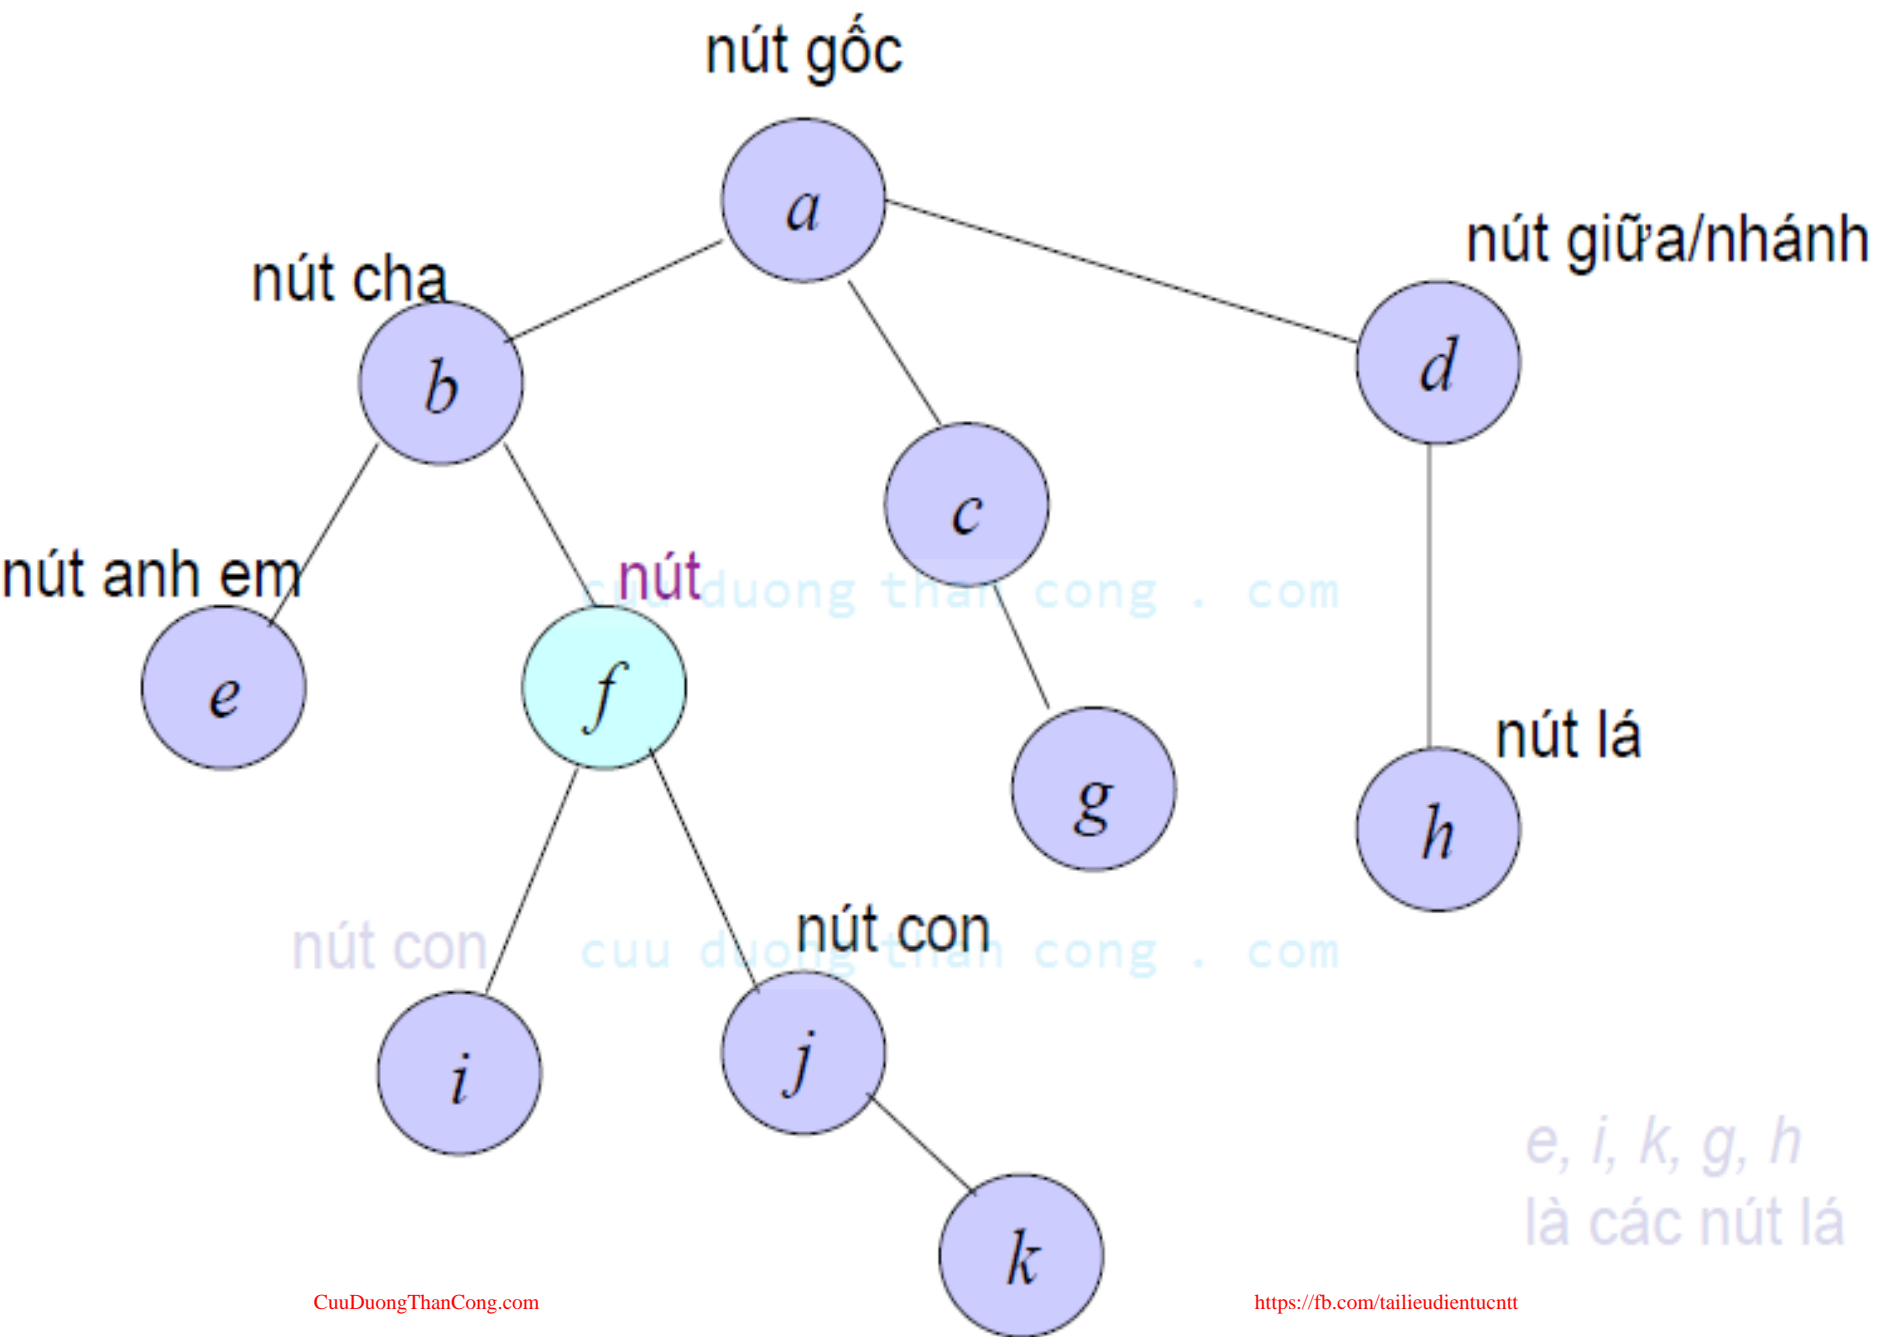 nút gốc
a
nút giữa/nhánh
nút cha
d
b
c
nút anh em
nút
cuu duong than cong . com
e
f
nút lá
g
h
nút con
nút con
cuu duong than cong . com
i
j
e, i, k, g, h
là các nút lá
k
CuuDuongThanCong.com
https://fb.com/tailieudientucntt